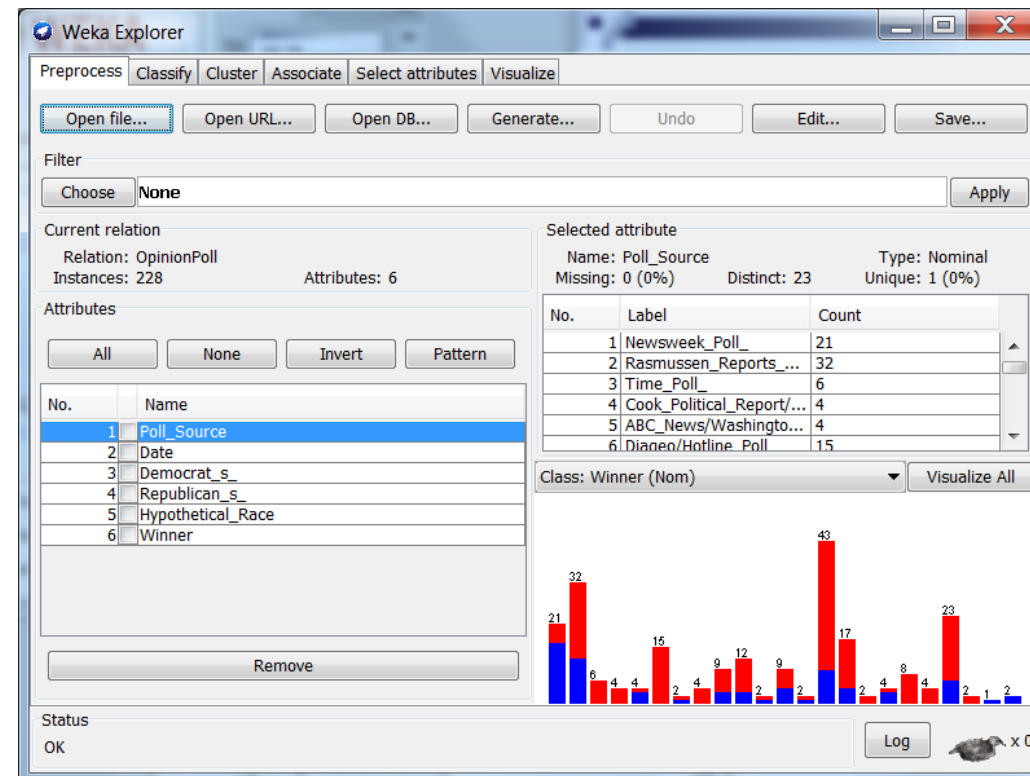 Weka Explorer
Preprocess Classify Cluster Associate Select attributes Visualize
Open file... Open URL... Open DB... Generate... Undo Edit... Save...
Filter
Choose None Apply
Current relation
Relation: OpinionPoll
Instances: 228 Attributes: 6
Attributes
All None Invert Pattern
No. Name
1 Poll_Source
2 Date
3 Democrat_s_
4 Republican_s_
5 Hypothetical_Race
6 Winner
Remove
Selected attribute
Name: Poll_Source Type: Nominal
Missing: 0 (0%) Distinct: 23 Unique: 1 (0%)
No. Label Count
1 Newsweek_Poll_ 21
2 Rasmussen_Reports_... 32
3 Time_Poll_ 6
4 Cook_Political_Report/... 4
5 ABC_News/Washingto... 4
6 Diageo/Hotline_Poll 15
Class: Winner (Nom) Visualize All
21 32 6 4 4 15 2 4 9 12 2 9 2 43 17 2 4 8 4 23 2 1 2
Status
OK
Log x 0